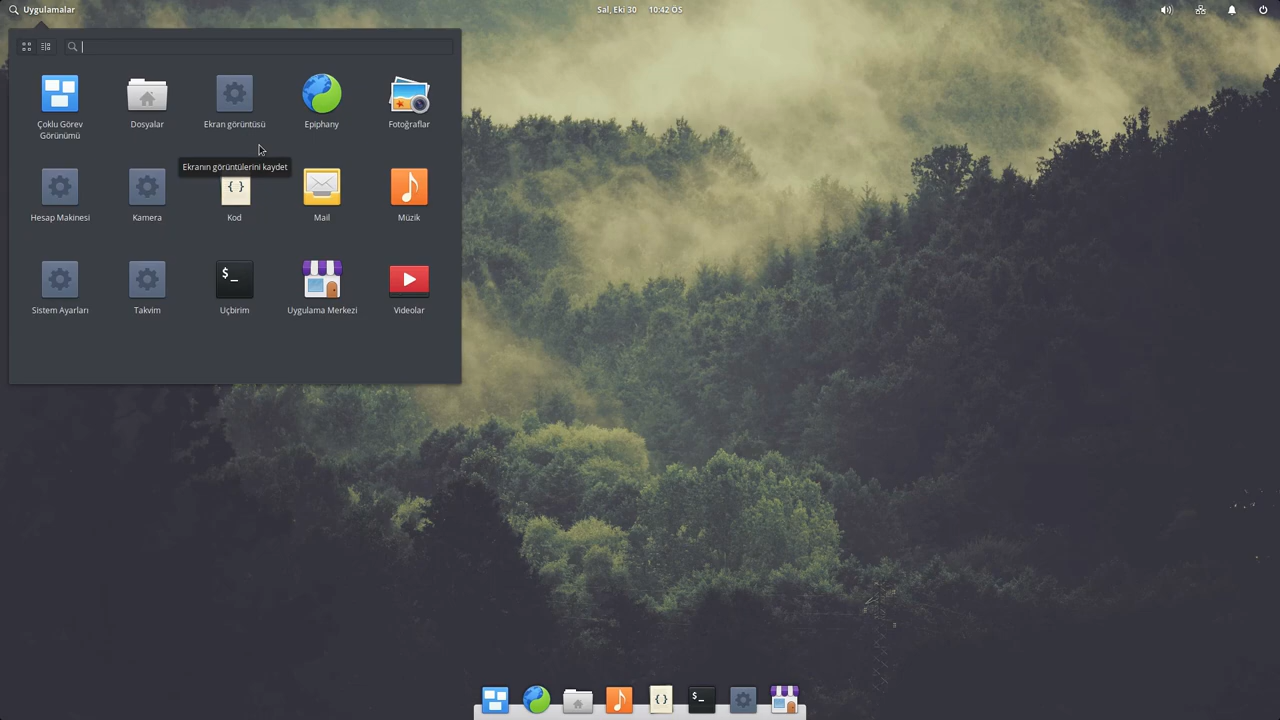 Uygulamalar
Sal, Eki 30 10:42 ÖS
Çoklu Görev
Görünümü
Dosyalar
Ekran görüntüsü
Epiphany
Fotoğraflar
Ekranın görüntülerini kaydet
Hesap Makinesi
Kamera
{ }
Kod
Mail
Müzik
$_
Sistem Ayarları
Takvim
Uçbirim
Uygulama Merkezi
Videolar
{ }
$_